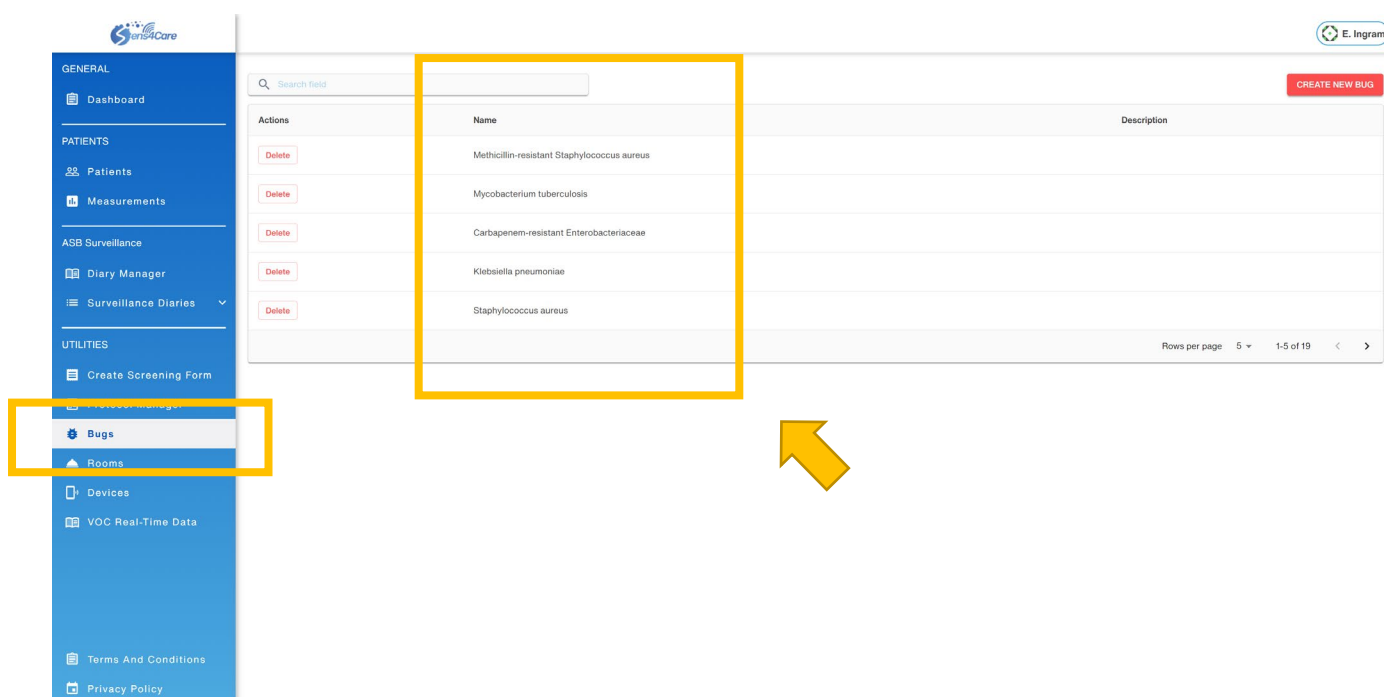 Sens4Care
E. Ingram
GENERAL
Dashboard
PATIENTS
Patients
Measurements
ASB Surveillance
Diary Manager
Surveillance Diaries
UTILITIES
Create Screening Form
Protocol Manager
Bugs
Rooms
Devices
VOC Real-Time Data
Terms And Conditions
Privacy Policy
Search field
CREATE NEW BUG
Actions Name Description
Delete Methicillin-resistant Staphylococcus aureus
Delete Mycobacterium tuberculosis
Delete Carbapenem-resistant Enterobacteriaceae
Delete Klebsiella pneumoniae
Delete Staphylococcus aureus
Rows per page 5 1-5 of 19